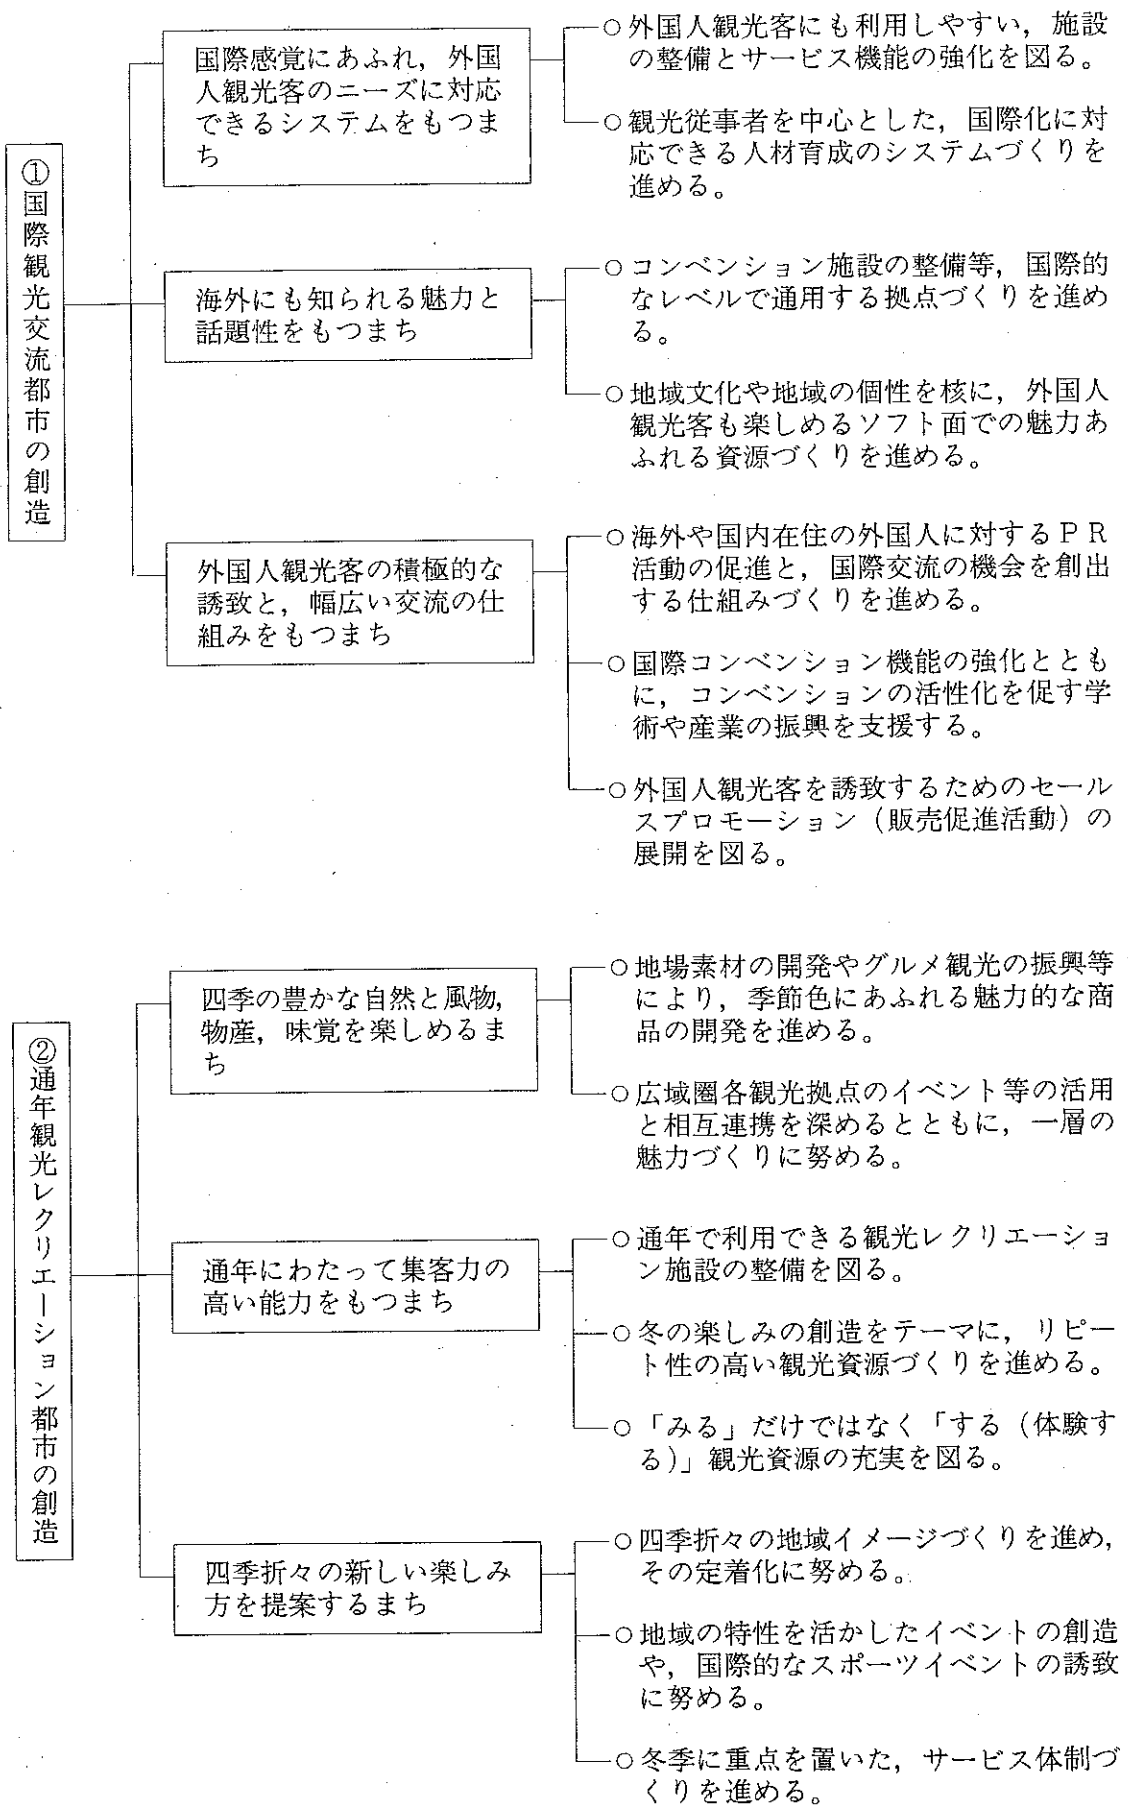 ①国際観光交流都市の創造
国際感覚にあふれ，外国
人観光客のニーズに対応
できるシステムをもつま
ち
○外国人観光客にも利用しやすい，施設
の整備とサービス機能の強化を図る。
○観光従事者を中心とした，国際化に対
応できる人材育成のシステムづくりを
進める。
海外にも知られる魅力と
話題性をもつまち
○コンベンション施設の整備等，国際的
なレベルで通用する拠点づくりを進め
る。
○地域文化や地域の個性を核に，外国人
観光客も楽しめるソフト面での魅力あ
ふれる資源づくりを進める。
外国人観光客の積極的な
誘致と，幅広い交流の仕
組みをもつまち
○海外や国内在住の外国人に対するＰＲ
活動の促進と，国際交流の機会を創出
する仕組みづくりを進める。
○国際コンベンション機能の強化ととも
に，コンベンションの活性化を促す学
術や産業の振興を支援する。
○外国人観光客を誘致するためのセール
スプロモーション（販売促進活動）の
展開を図る。
②通年観光レクリエーション都市の創造
四季の豊かな自然と風物，
物産，味覚を楽しめるま
ち
○地場素材の開発やグルメ観光の振興等
により，季節色にあふれる魅力的な商
品の開発を進める。
○広域圏各観光拠点のイベント等の活用
と相互連携を深めるとともに，一層の
魅力づくりに努める。
通年にわたって集客力の
高い能力をもつまち
○通年で利用できる観光レクリエーショ
ン施設の整備を図る。
○冬の楽しみの創造をテーマに，リピー
ト性の高い観光資源づくりを進める。
○「みる」だけではなく「する（体験す
る）」観光資源の充実を図る。
四季折々の新しい楽しみ
方を提案するまち
○四季折々の地域イメージづくりを進め，
その定着化に努める。
○地域の特性を活かしたイベントの創造
や，国際的なスポーツイベントの誘致
に努める。
○冬季に重点を置いた，サービス体制づ
くりを進める。